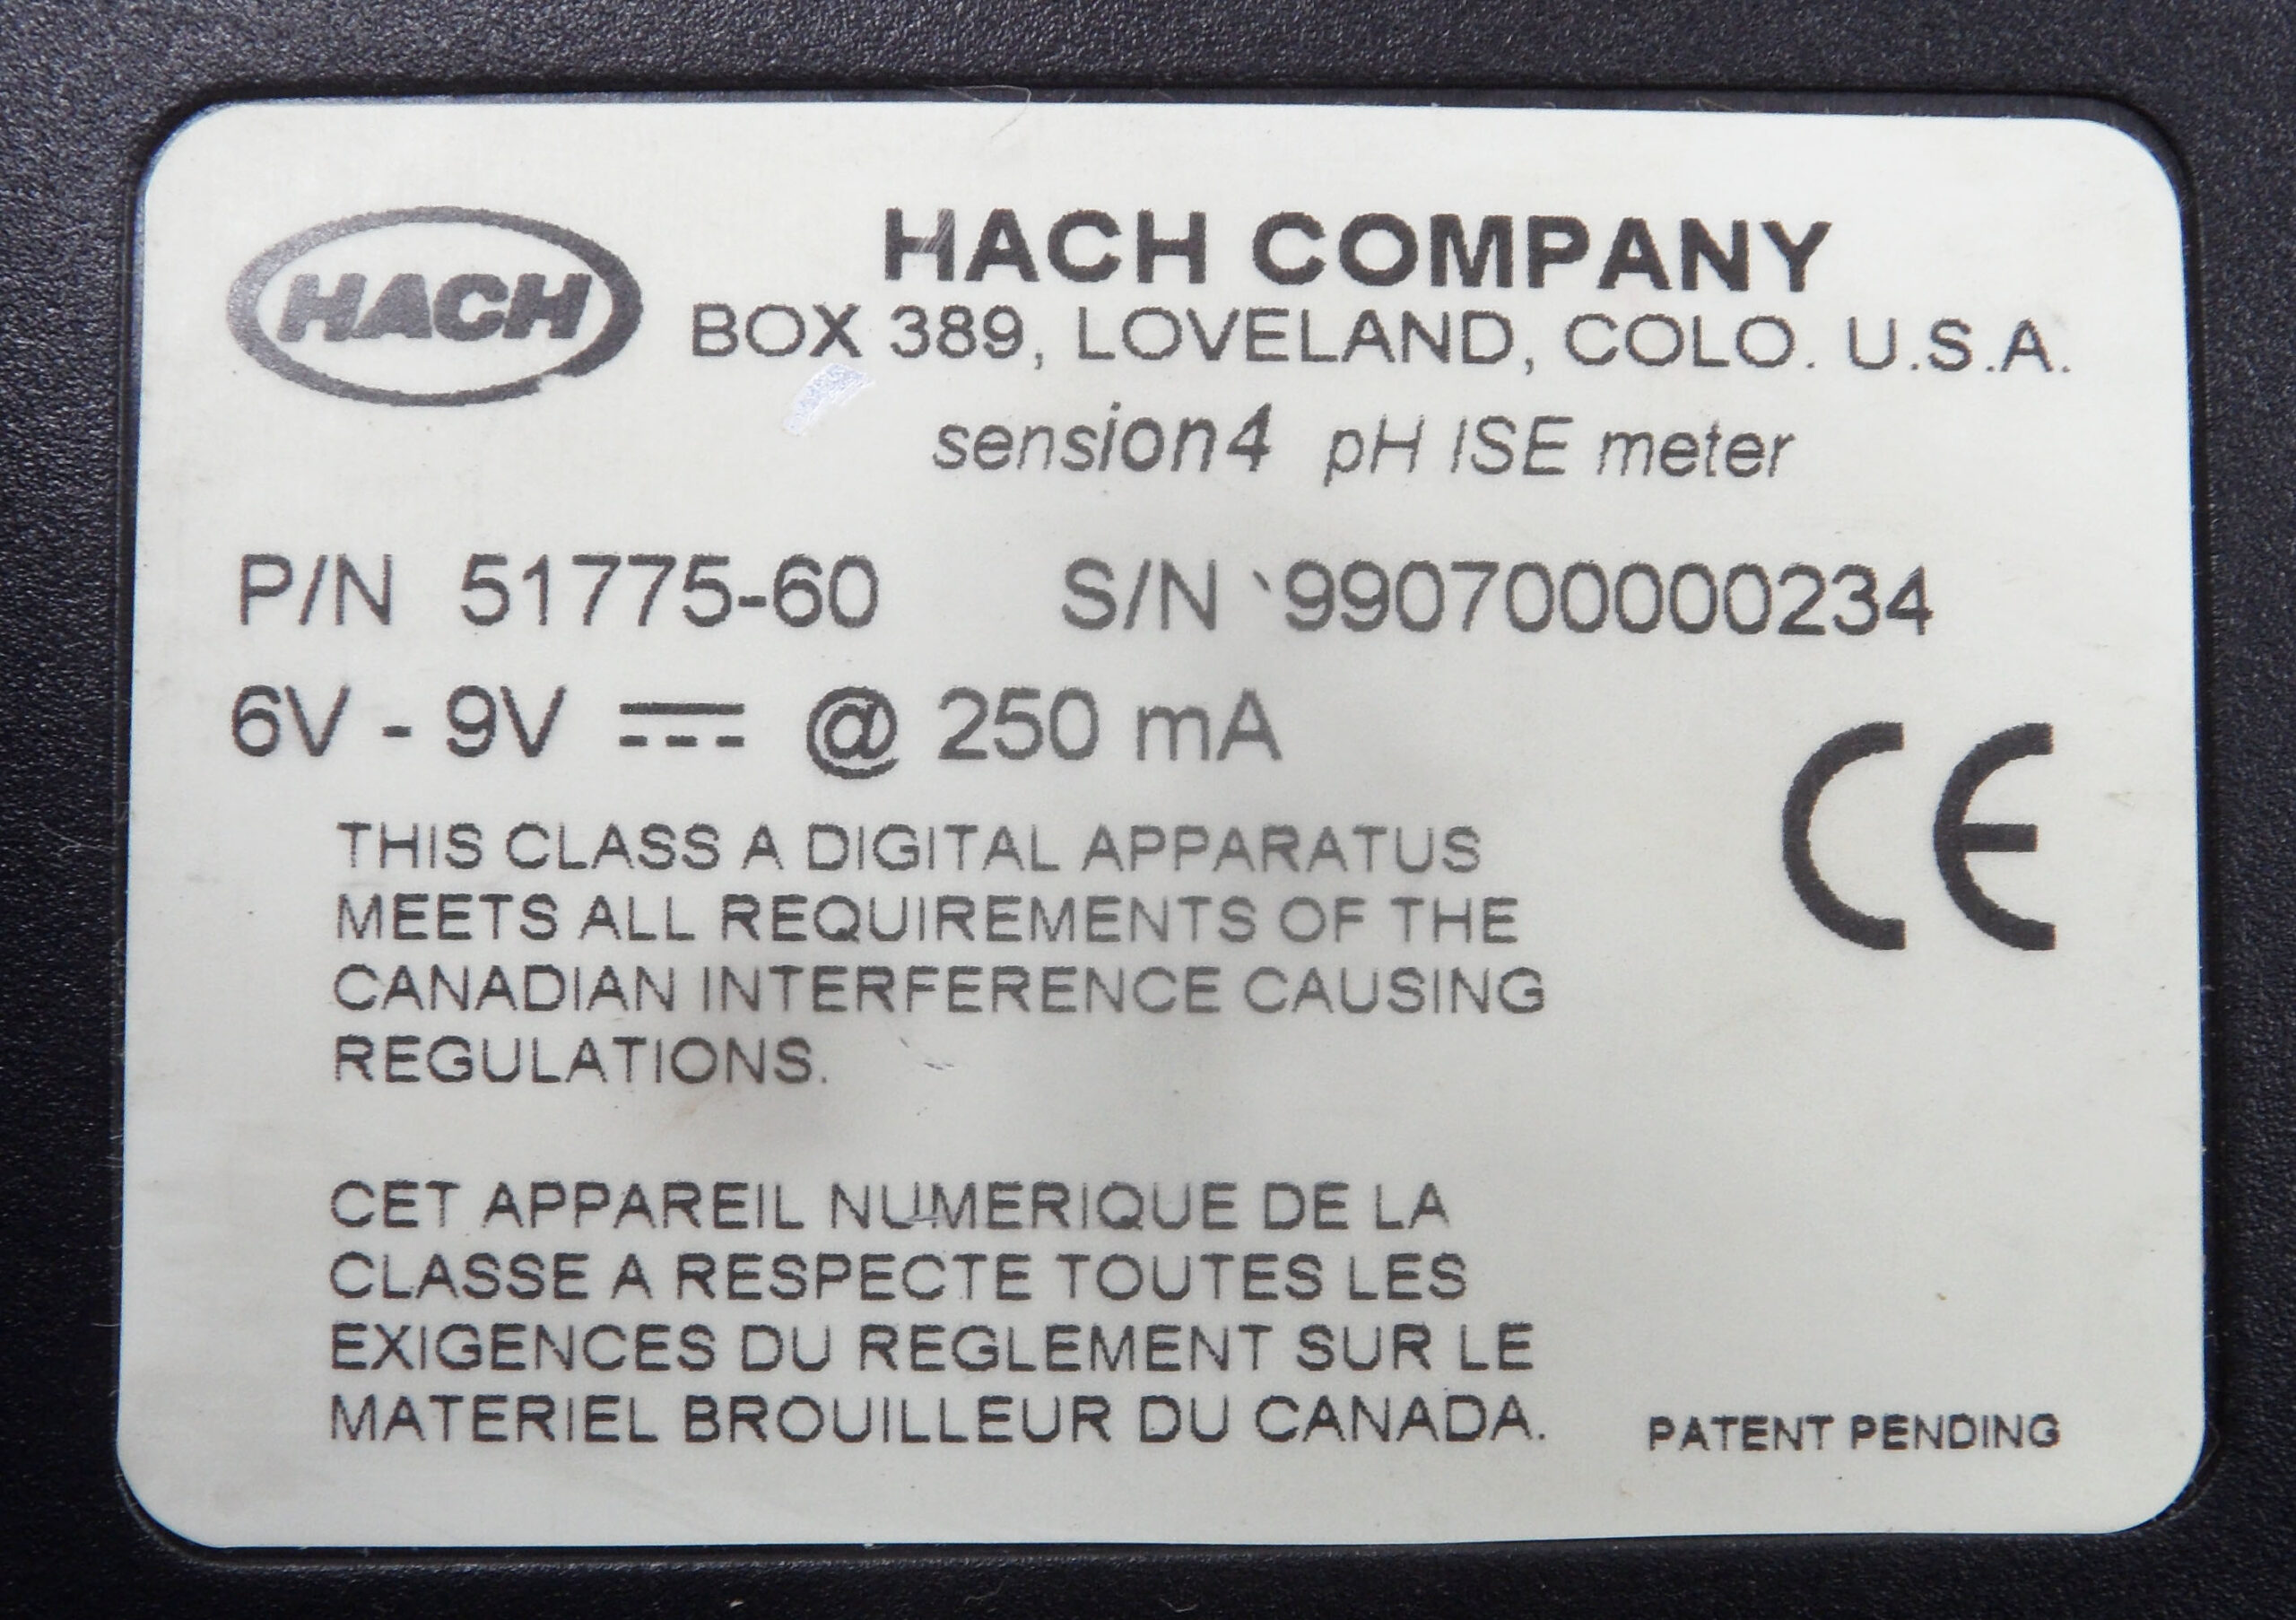 HACH
HACH COMPANY
BOX 389, LOVELAND, COLO. U.S.A.
sension4 pH ISE meter
P/N 51775-60 S/N 990700000234
6V - 9V ⎓ @ 250 mA
THIS CLASS A DIGITAL APPARATUS
MEETS ALL REQUIREMENTS OF THE
CANADIAN INTERFERENCE CAUSING
REGULATIONS.
CE
CET APPAREIL NUMERIQUE DE LA
CLASSE A RESPECTE TOUTES LES
EXIGENCES DU REGLEMENT SUR LE
MATERIEL BROUILLEUR DU CANADA.
PATENT PENDING